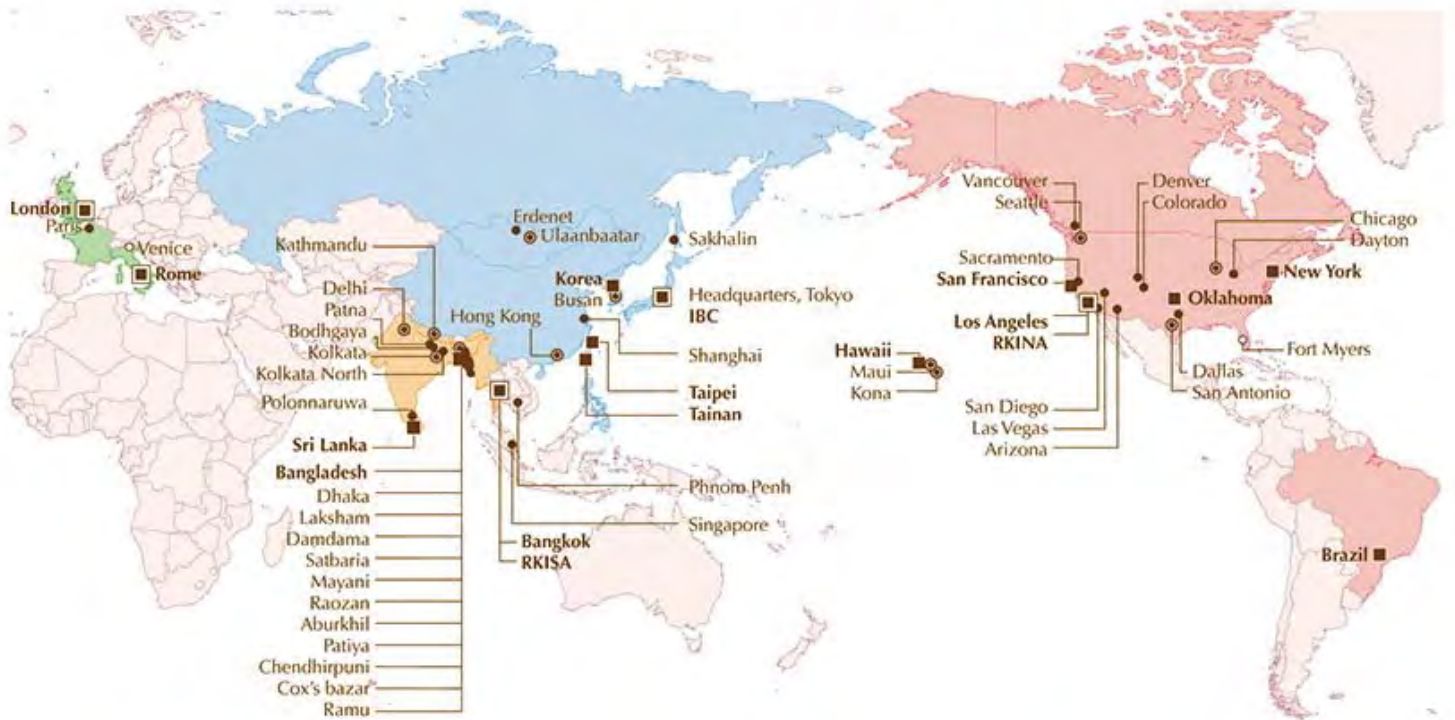 London
Paris
Venice
Rome
Kathmandu
Delhi
Patna
Bodhgaya
Kolkata
Kolkata North
Polonnaruwa
Sri Lanka
Bangladesh
Dhaka
Laksham
Damdama
Satbaria
Mayani
Raozan
Aburkhil
Patiya
Chendhirpuni
Cox's bazar
Ramu
Erdenet
Ulaanbaatar
Sakhalin
Korea
Busan
Headquarters, Tokyo
IBC
Hong Kong
Shanghai
Taipei
Tainan
Phnom Penh
Singapore
Bangkok
RKISA
Hawaii
Maui
Kona
Vancouver
Seattle
Sacramento
San Francisco
Los Angeles
RKINA
San Diego
Las Vegas
Arizona
Denver
Colorado
Chicago
Dayton
New York
Oklahoma
Fort Myers
Dallas
San Antonio
Brazil